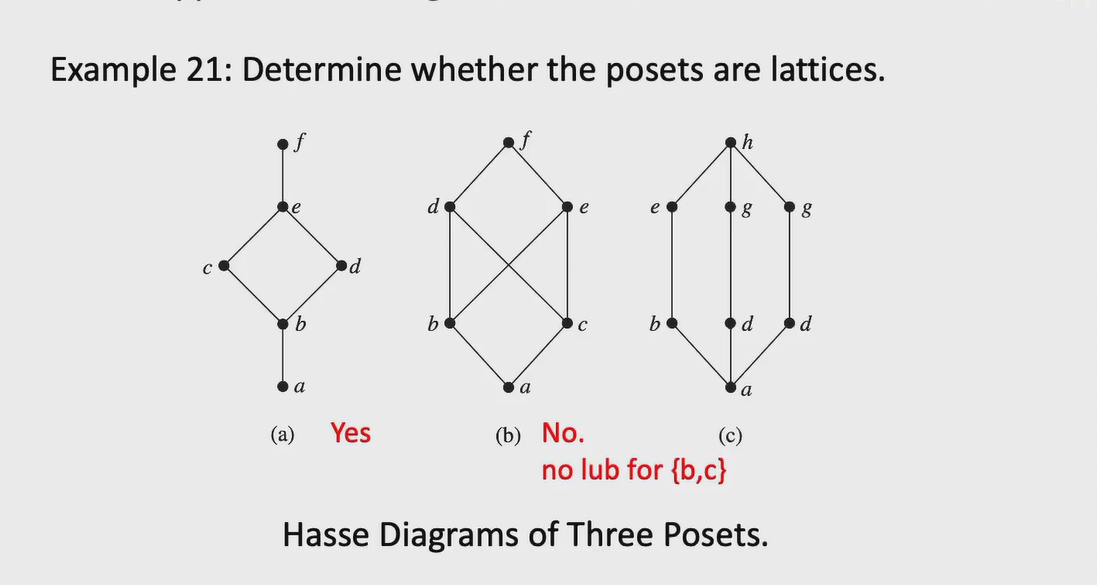 Example 21: Determine whether the posets are lattices.
f f h
e d e e g g
c d
b b c b d d
a a a
(a) Yes (b) No. (c)
no lub for {b,c}
Hasse Diagrams of Three Posets.